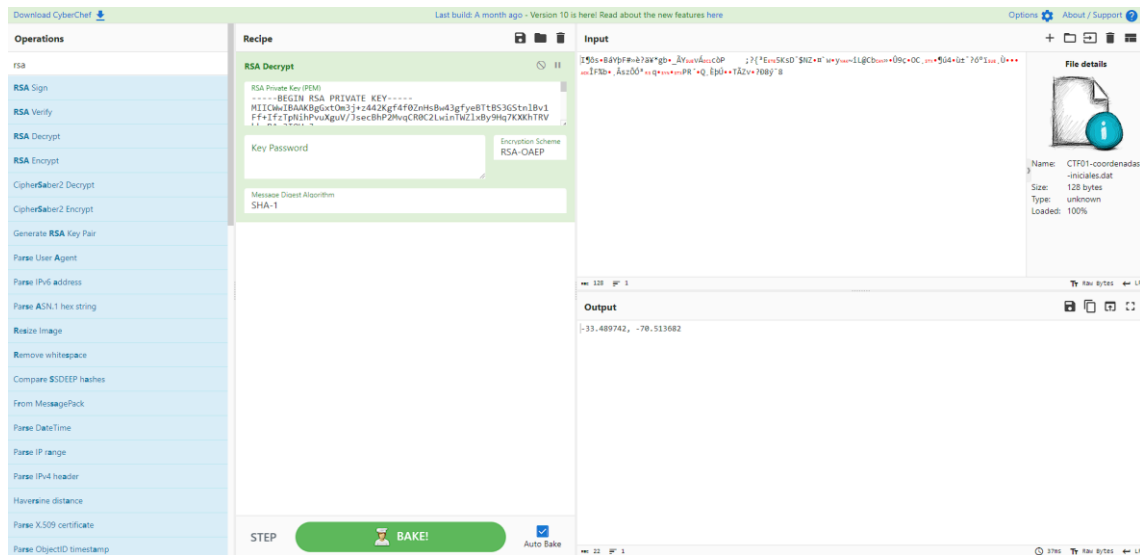 Download CyberChef
Last build: A month ago - Version 10 is here! Read about the new features here
Options
About / Support
Operations
rsa
RSA Sign
RSA Verify
RSA Decrypt
RSA Encrypt
CipherSaber2 Decrypt
CipherSaber2 Encrypt
Generate RSA Key Pair
Parse User Agent
Parse IPv6 address
Parse ASN.1 hex string
Resize Image
Remove whitespace
Compare SSDEEP hashes
From MessagePack
Parse DateTime
Parse IP range
Parse IPv4 header
Haversine distance
Parse X.509 certificate
Parse ObjectID timestamp
Recipe
RSA Decrypt
RSA Private Key (PEM)
-----BEGIN RSA PRIVATE KEY-----
Key Password
Encryption Scheme
RSA-OAEP
Message Digest Algorithm
SHA-1
STEP
BAKE!
Auto Bake
Input
File details
Name: CTF01-coordenadas
-iniciales.dat
Size: 128 bytes
Type: unknown
Loaded: 100%
128
1
Raw Bytes
Output
-33.489742, -70.513682
22
1
37ms
Raw Bytes